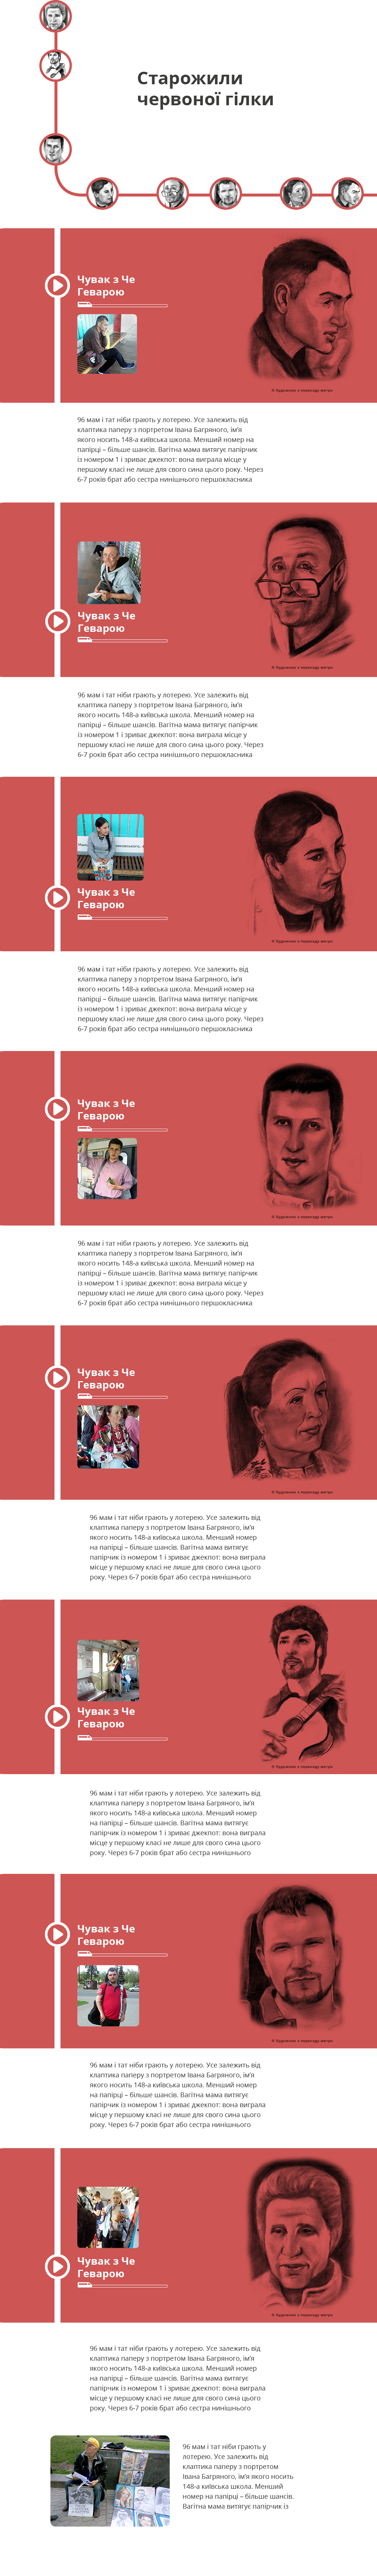 Старожили
червоної гілки
Чувак з Че
Геварою
© Художник з переходу метро
96 мам і тат ніби грають у лотерею. Усе залежить від
клаптика паперу з портретом Івана Багряного, ім’я
якого носить 148-а київська школа. Менший номер на
папірці – більше шансів. Вагітна мама витягує папірчик
із номером 1 і зриває джекпот: вона виграла місце у
першому класі не лише для свого сина цього року. Через
6-7 років брат або сестра нинішнього першокласника
Чувак з Че
Геварою
© Художник з переходу метро
96 мам і тат ніби грають у лотерею. Усе залежить від
клаптика паперу з портретом Івана Багряного, ім’я
якого носить 148-а київська школа. Менший номер на
папірці – більше шансів. Вагітна мама витягує папірчик
із номером 1 і зриває джекпот: вона виграла місце у
першому класі не лише для свого сина цього року. Через
6-7 років брат або сестра нинішнього першокласника
Чувак з Че
Геварою
© Художник з переходу метро
96 мам і тат ніби грають у лотерею. Усе залежить від
клаптика паперу з портретом Івана Багряного, ім’я
якого носить 148-а київська школа. Менший номер на
папірці – більше шансів. Вагітна мама витягує папірчик
із номером 1 і зриває джекпот: вона виграла місце у
першому класі не лише для свого сина цього року. Через
6-7 років брат або сестра нинішнього першокласника
Чувак з Че
Геварою
© Художник з переходу метро
96 мам і тат ніби грають у лотерею. Усе залежить від
клаптика паперу з портретом Івана Багряного, ім’я
якого носить 148-а київська школа. Менший номер на
папірці – більше шансів. Вагітна мама витягує папірчик
із номером 1 і зриває джекпот: вона виграла місце у
першому класі не лише для свого сина цього року. Через
6-7 років брат або сестра нинішнього першокласника
Чувак з Че
Геварою
© Художник з переходу метро
96 мам і тат ніби грають у лотерею. Усе залежить від
клаптика паперу з портретом Івана Багряного, ім’я
якого носить 148-а київська школа. Менший номер
на папірці – більше шансів. Вагітна мама витягує
папірчик із номером 1 і зриває джекпот: вона виграла
місце у першому класі не лише для свого сина цього
року. Через 6-7 років брат або сестра нинішнього
Чувак з Че
Геварою
© Художник з переходу метро
96 мам і тат ніби грають у лотерею. Усе залежить від
клаптика паперу з портретом Івана Багряного, ім’я
якого носить 148-а київська школа. Менший номер
на папірці – більше шансів. Вагітна мама витягує
папірчик із номером 1 і зриває джекпот: вона виграла
місце у першому класі не лише для свого сина цього
року. Через 6-7 років брат або сестра нинішнього
Чувак з Че
Геварою
© Художник з переходу метро
96 мам і тат ніби грають у лотерею. Усе залежить від
клаптика паперу з портретом Івана Багряного, ім’я
якого носить 148-а київська школа. Менший номер
на папірці – більше шансів. Вагітна мама витягує
папірчик із номером 1 і зриває джекпот: вона виграла
місце у першому класі не лише для свого сина цього
року. Через 6-7 років брат або сестра нинішнього
Чувак з Че
Геварою
© Художник з переходу метро
96 мам і тат ніби грають у лотерею. Усе залежить від
клаптика паперу з портретом Івана Багряного, ім’я
якого носить 148-а київська школа. Менший номер
на папірці – більше шансів. Вагітна мама витягує
папірчик із номером 1 і зриває джекпот: вона виграла
місце у першому класі не лише для свого сина цього
року. Через 6-7 років брат або сестра нинішнього
96 мам і тат ніби грають у
лотерею. Усе залежить від
клаптика паперу з портретом
Івана Багряного, ім’я якого носить
148-а київська школа. Менший
номер на папірці – більше шансів.
Вагітна мама витягує папірчик із